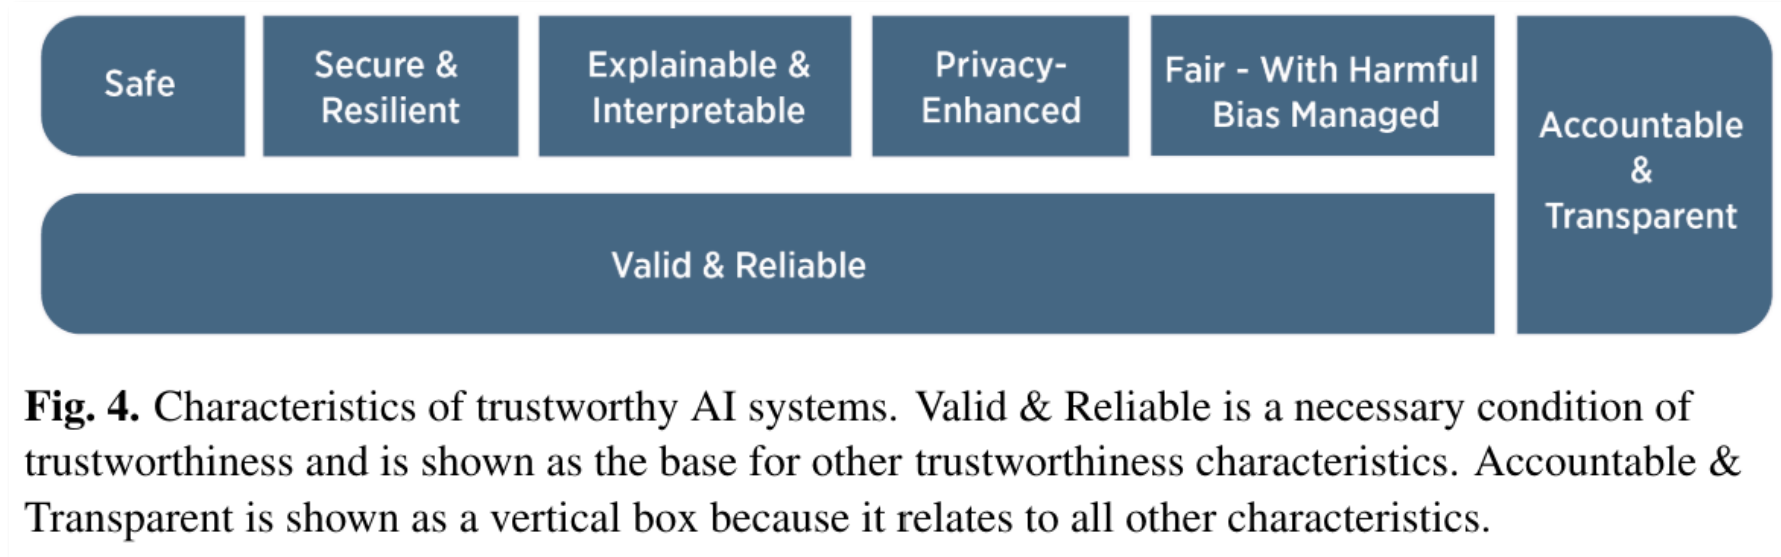 Safe
Secure &
Resilient
Explainable &
Interpretable
Privacy-
Enhanced
Fair - With Harmful
Bias Managed
Accountable
&
Transparent
Valid & Reliable
Fig. 4. Characteristics of trustworthy AI systems. Valid & Reliable is a necessary condition of
trustworthiness and is shown as the base for other trustworthiness characteristics. Accountable &
Transparent is shown as a vertical box because it relates to all other characteristics.